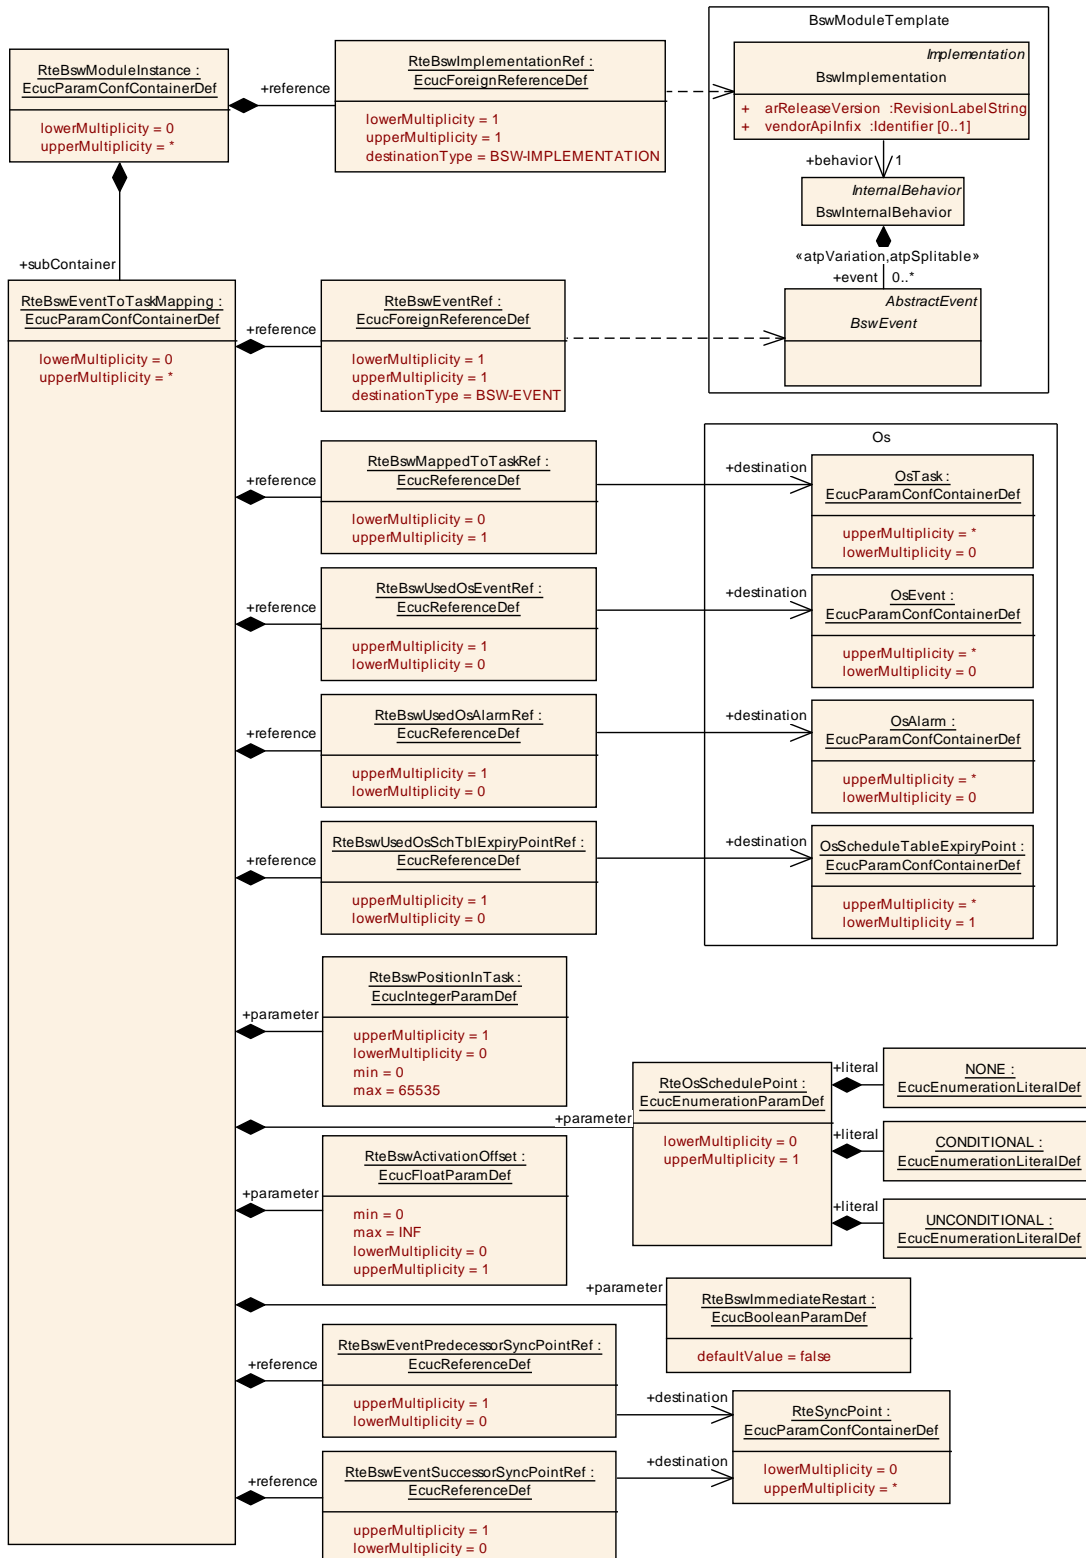 BswModuleTemplate
RteBswModuleInstance :
EcucParamConfContainerDef
lowerMultiplicity = 0
upperMultiplicity = *
+reference
RteBswImplementationRef :
EcucForeignReferenceDef
lowerMultiplicity = 1
upperMultiplicity = 1
destinationType = BSW-IMPLEMENTATION
Implementation
BswImplementation
+ arReleaseVersion :RevisionLabelString
+ vendorApiInfix :Identifier [0..1]
+behavior 1
InternalBehavior
BswInternalBehavior
«atpVariation,atpSplitable»
+event 0..*
AbstractEvent
BswEvent
+subContainer
RteBswEventToTaskMapping :
EcucParamConfContainerDef
lowerMultiplicity = 0
upperMultiplicity = *
+reference
RteBswEventRef :
EcucForeignReferenceDef
lowerMultiplicity = 1
upperMultiplicity = 1
destinationType = BSW-EVENT
Os
+reference
RteBswMappedToTaskRef :
EcucReferenceDef
lowerMultiplicity = 0
upperMultiplicity = 1
+destination
OsTask :
EcucParamConfContainerDef
upperMultiplicity = *
lowerMultiplicity = 0
+reference
RteBswUsedOsEventRef :
EcucReferenceDef
upperMultiplicity = 1
lowerMultiplicity = 0
+destination
OsEvent :
EcucParamConfContainerDef
upperMultiplicity = *
lowerMultiplicity = 0
+reference
RteBswUsedOsAlarmRef :
EcucReferenceDef
upperMultiplicity = 1
lowerMultiplicity = 0
+destination
OsAlarm :
EcucParamConfContainerDef
upperMultiplicity = *
lowerMultiplicity = 0
+reference
RteBswUsedOsSchTblExpiryPointRef :
EcucReferenceDef
upperMultiplicity = 1
lowerMultiplicity = 0
+destination
OsScheduleTableExpiryPoint :
EcucParamConfContainerDef
upperMultiplicity = *
lowerMultiplicity = 1
+parameter
RteBswPositionInTask :
EcucIntegerParamDef
upperMultiplicity = 1
lowerMultiplicity = 0
min = 0
max = 65535
+parameter
RteOsSchedulePoint :
EcucEnumerationParamDef
lowerMultiplicity = 0
upperMultiplicity = 1
+literal
NONE :
EcucEnumerationLiteralDef
+literal
CONDITIONAL :
EcucEnumerationLiteralDef
+literal
UNCONDITIONAL :
EcucEnumerationLiteralDef
+parameter
RteBswActivationOffset :
EcucFloatParamDef
min = 0
max = INF
lowerMultiplicity = 0
upperMultiplicity = 1
+parameter
RteBswImmediateRestart :
EcucBooleanParamDef
defaultValue = false
+reference
RteBswEventPredecessorSyncPointRef :
EcucReferenceDef
upperMultiplicity = 1
lowerMultiplicity = 0
+destination
RteSyncPoint :
EcucParamConfContainerDef
lowerMultiplicity = 0
upperMultiplicity = *
+reference
RteBswEventSuccessorSyncPointRef :
EcucReferenceDef
upperMultiplicity = 1
lowerMultiplicity = 0
+destination